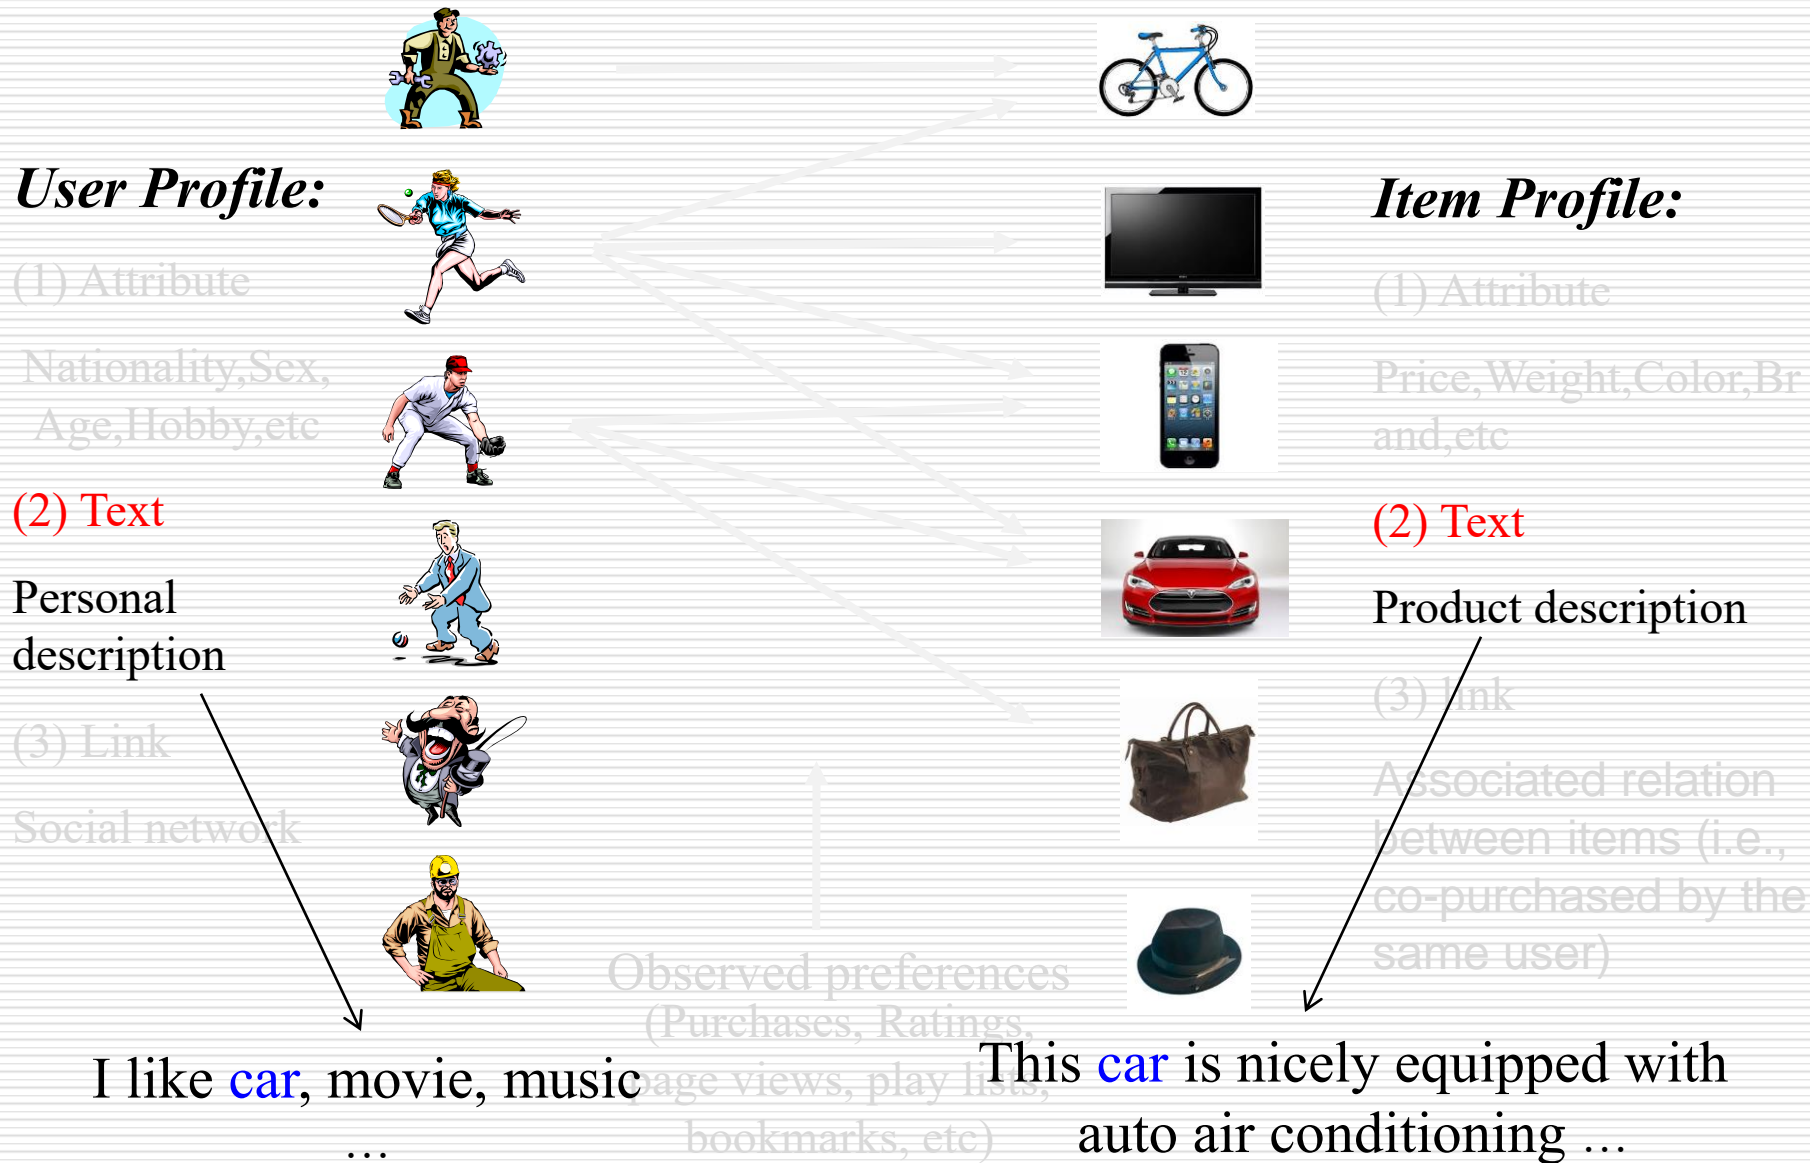 User Profile:
(1) Attribute
Nationality,Sex,
Age,Hobby,etc
(2) Text
Personal
description
(3) Link
Social network
I like car, movie, music
…
Observed preferences
(Purchases, Ratings,
page views, play lists,
bookmarks, etc)
Item Profile:
(1) Attribute
Price,Weight,Color,Br
and,etc
(2) Text
Product description
(3) link
Associated relation
between items (i.e.,
co-purchased by the
same user)
This car is nicely equipped with
auto air conditioning …